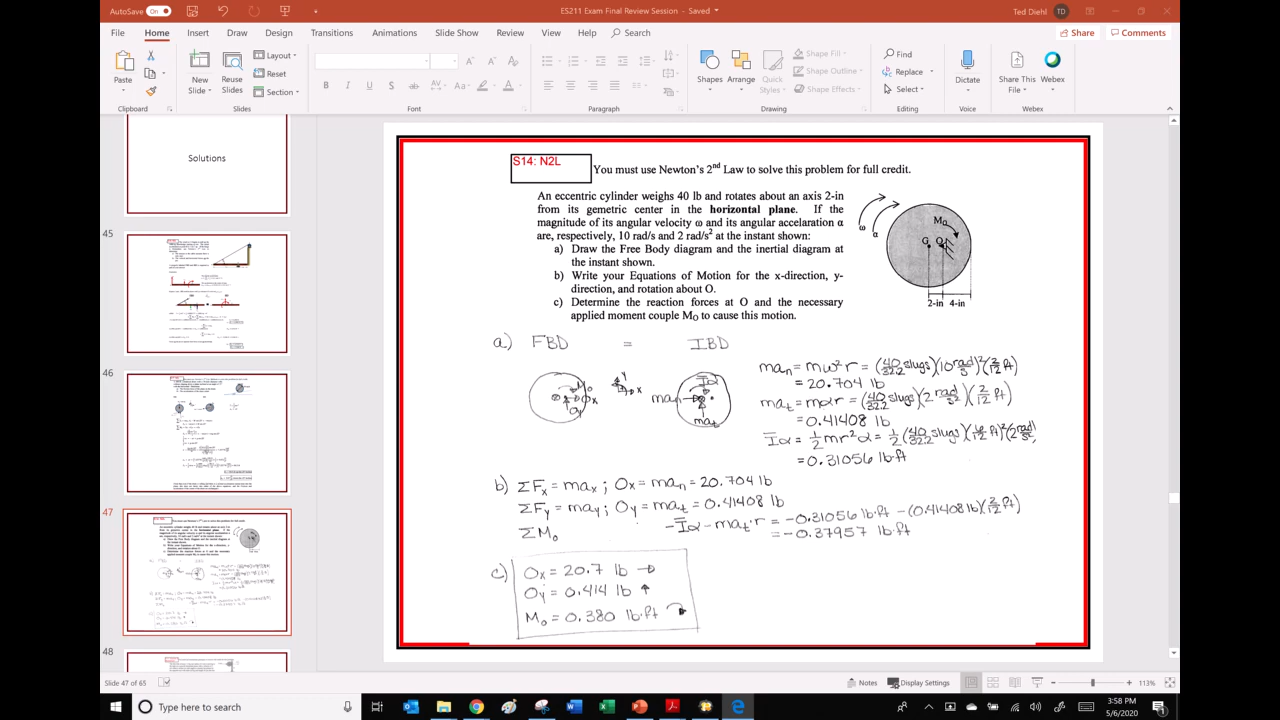 AutoSave On
ES211 Exam Final Review Session - Saved
Ted Diehl TD
File Home Insert Draw Design Transitions Animations Slide Show Review View Help Search Share Comments
Paste
New Slide
Reuse Slides
Layout
Reset
Section
Shapes Arrange Quick Styles
Shape Fill
Shape Outline
Shape Effects
Find
Replace
Select
Dictate
Share This File
Webex
Clipboard Slides Font Paragraph Drawing Editing Voice Webex
Solutions
45
46
47
48
S14: N2L
You must use Newton's 2nd Law to solve this problem for full credit.
An eccentric cylinder weighs 40 lb and rotates about an axis 2-in
from its gemetric center in the horizontal plane. If the
magnitude of its angular velocity ω and its angular accelaration α
are, respectively, 10 rad/s and 2 rad/s² at the instant shown:
a) Draw the Free Body diagram and the inertial diagram at
the instant shown.
b) Write your Equations of Motion for the x-direction, y-
direction, and rotation about O.
c) Determine the reaction forces at O and the necessary
applied moment couple MO to cause this motion.
ω
α
MO
G O
2-in 4-in
a.) FBD = IBD
man = mω²r = (40/32.2 slugs)(10 rad/s)²(2/12 ft)
= 20.704 lb
mat = mαr = (40/32.2 slugs)(2 rad/s²)(2/12 ft)
= 0.41408 lb
Iα = 1/2 mr²α = 1/2 (40/32.2 slugs)(6/12 ft)²(2 rad/s²)
= 0.31056 lb·ft
man
mat
b) ΣFx = max; Ox = man = 20.704 lb
ΣFy = may; Oy = mat = 0.41408 lb
ΣMo -Iα - mat r = -0.31056 lb·ft - (0.41408 lb)(2/12 ft)
= -0.37957 lb·ft
c) Ox = 20.7 lb →
Oy = 0.414 lb ↑
Mo = 0.380 lb·ft
Slide 47 of 65
Notes Display Settings 113%
Type here to search
3:58 PM
5/6/2020